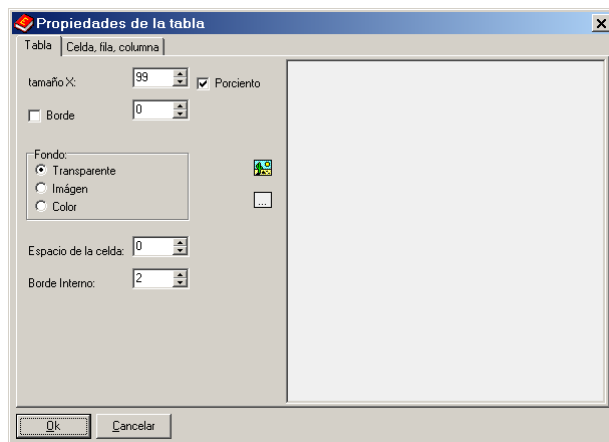 Propiedades de la tabla
Tabla Celda, fila, columna
tamaño X: 99 Porciento
Borde 0
Fondo:
Transparente
Imágen
Color
...
Espacio de la celda: 0
Borde Interno: 2
Ok Cancelar